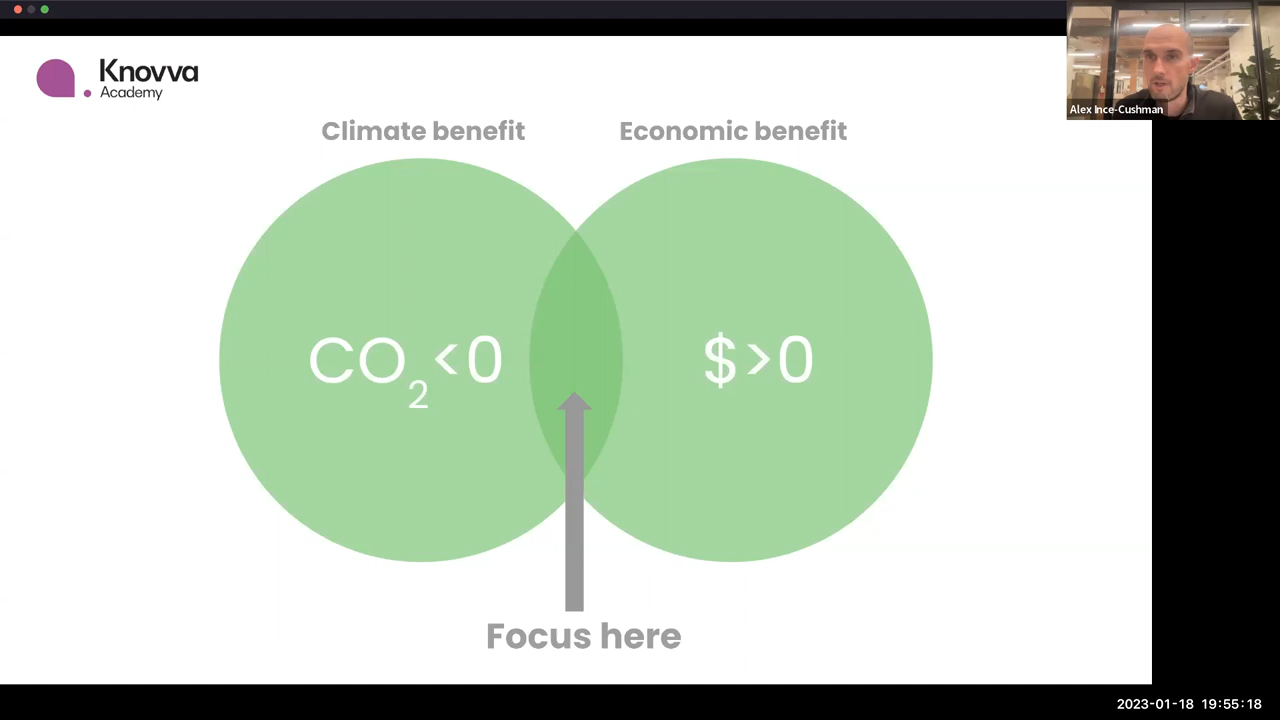 Knovva
Academy
Alex Ince-Cushman
Climate benefit
Economic benefit
CO₂<0
$>0
Focus here
2023-01-18 19:55:18